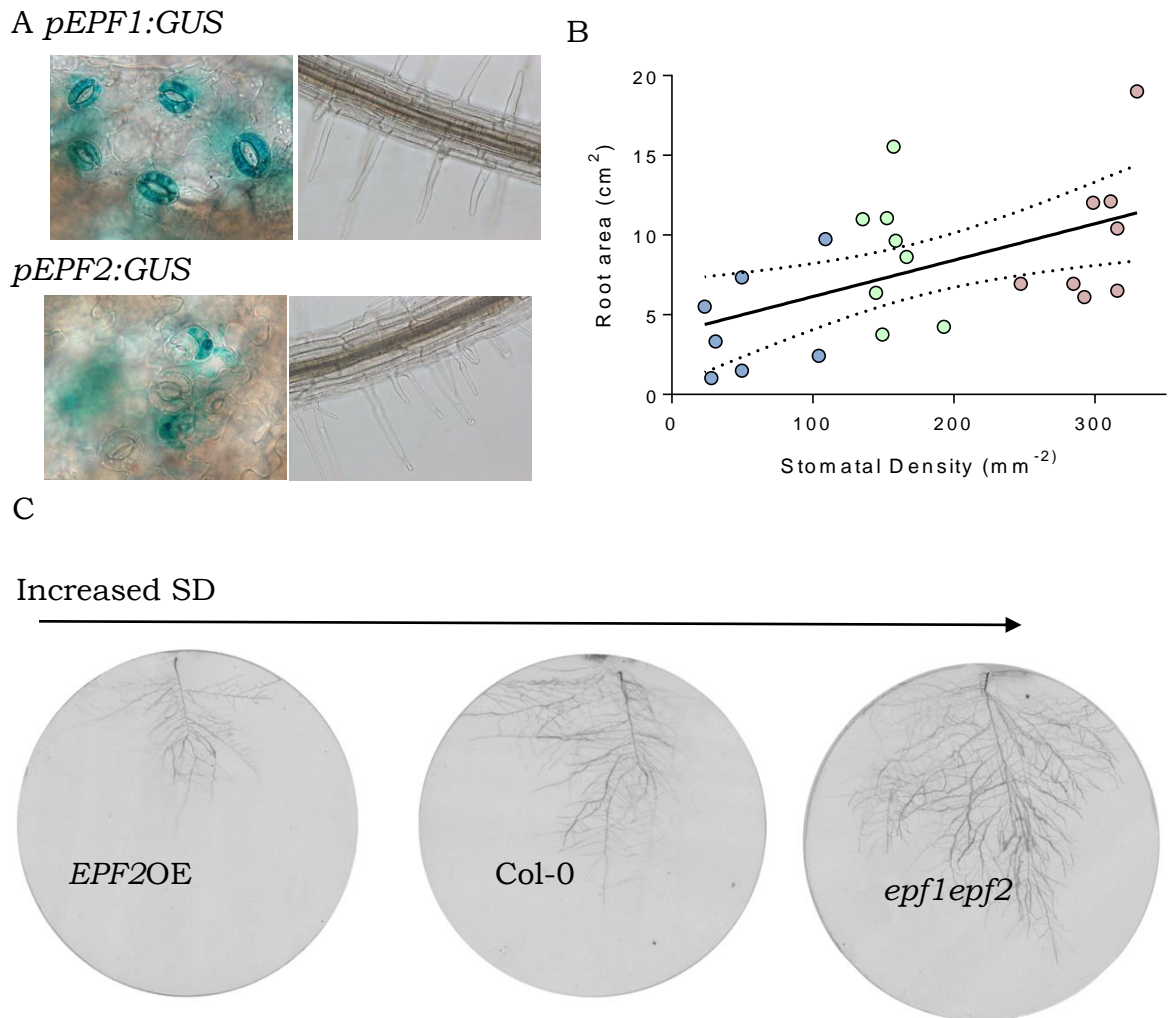 A pEPF1:GUS
pEPF2:GUS
B
20
15
10
5
0
Root area (cm2)
0 100 200 300
Stomatal Density (mm-2)
C
Increased SD
EPF2OE
Col-0
epf1epf2